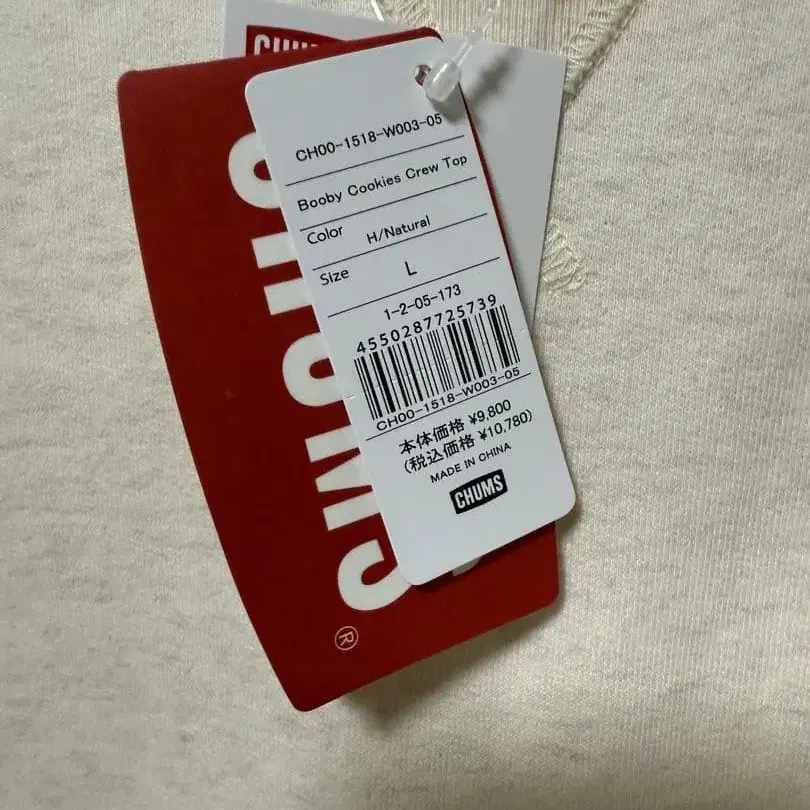 CHUMS
CHUMS
®
CH00-1518-W003-05
Booby Cookies Crew Top
Color H/Natural
Size L
1-2-05-173
4550287725739
CH00-1518-W003-05
本体価格 ¥9,800
(税込価格 ¥10,780)
MADE IN CHINA
CHUMS